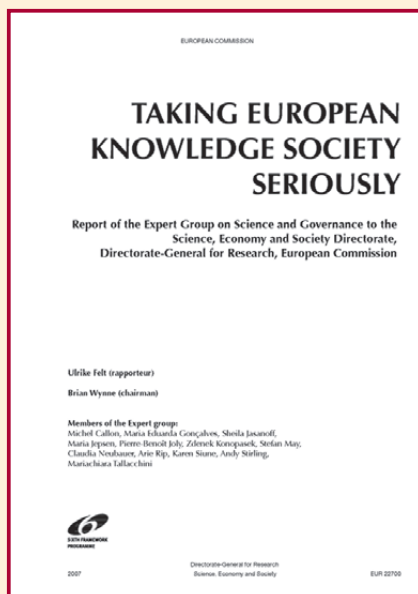 EUROPEAN COMMISSION
TAKING EUROPEAN
KNOWLEDGE SOCIETY
SERIOUSLY
Report of the Expert Group on Science and Governance to the
Science, Economy and Society Directorate,
Directorate-General for Research, European Commission
Ulrike Felt (rapporteur)
Brian Wynne (chairman)
Members of the Expert group:
Michel Callon, Maria Eduarda Gonçalves, Sheila Jasanoff,
Maria Jepsen, Pierre-Benoît Joly, Zdenek Konopasek, Stefan May,
Claudia Neubauer, Arie Rip, Karen Siune, Andy Stirling,
Mariachiara Tallacchini
6
SIXTH FRAMEWORK
PROGRAMME
Directorate-General for Research
2007 Science, Economy and Society EUR 22700